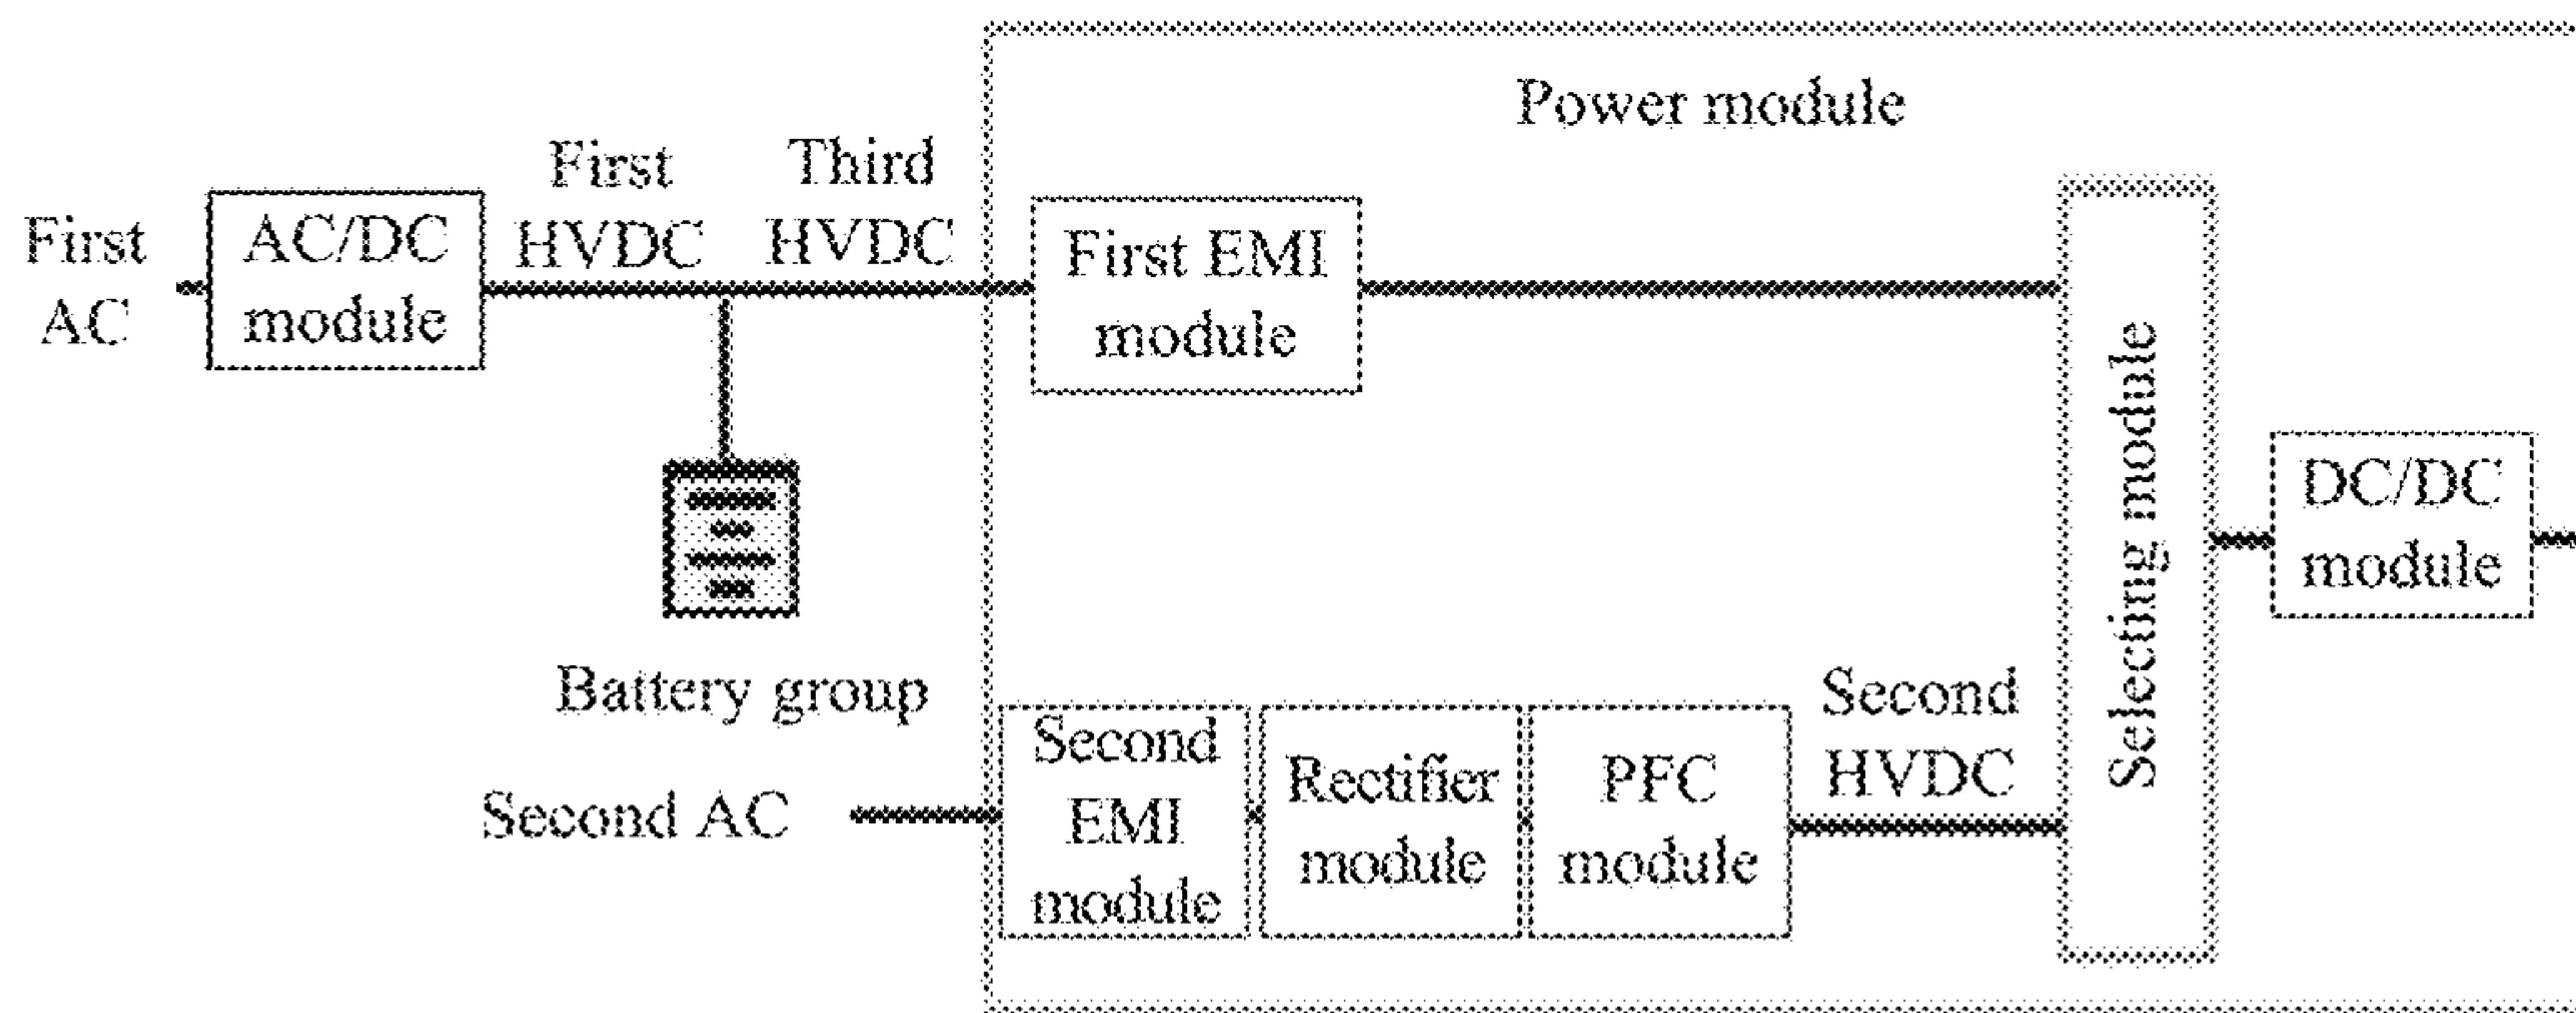 Power module
First
AC
AC/DC
module
First
HVDC
Third
HVDC
First EMI
module
Battery group
Second AC
Second
EMI
module
Rectifier
module
PFC
module
Second
HVDC
Selecting module
DC/DC
module